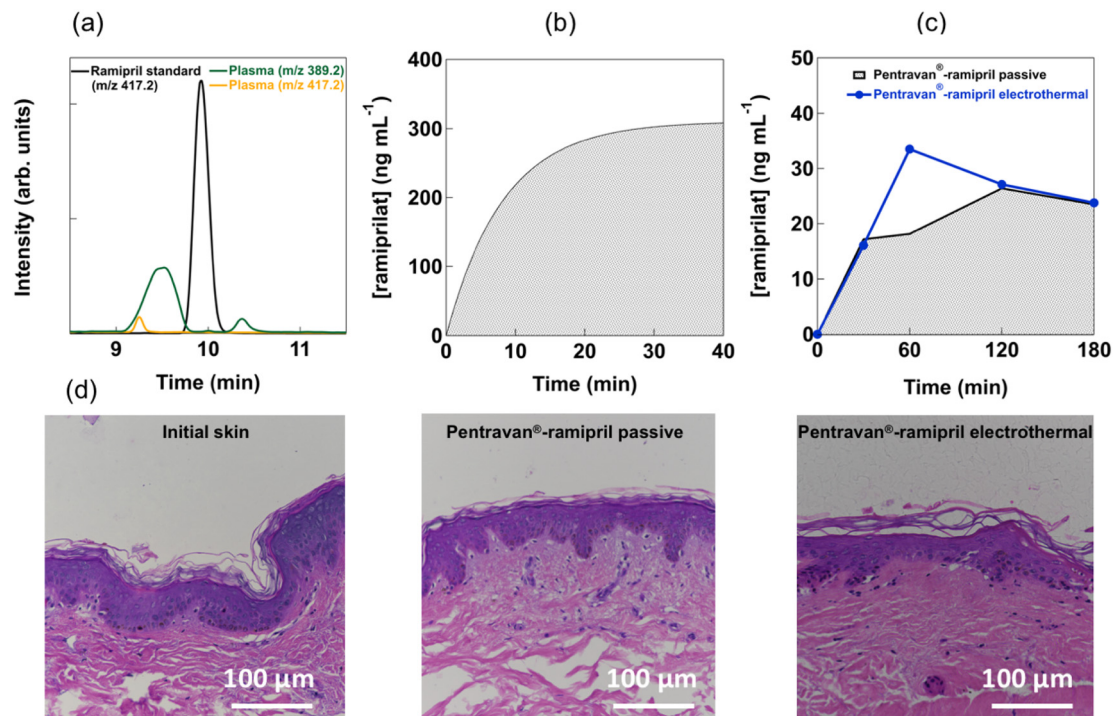 (a)
Ramipril standard
(m/z 417.2)
Plasma (m/z 389.2)
Plasma (m/z 417.2)
Intensity (arb. units)
9 10 11
Time (min)
(b)
400
300
200
100
0
[ramiprilat] (ng mL⁻¹)
0 10 20 30 40
Time (min)
(c)
50
40
30
20
10
0
[ramiprilat] (ng mL⁻¹)
Pentravan®-ramipril passive
Pentravan®-ramipril electrothermal
0 60 120 180
Time (min)
(d)
Initial skin
100 µm
Pentravan®-ramipril passive
100 µm
Pentravan®-ramipril electrothermal
100 µm